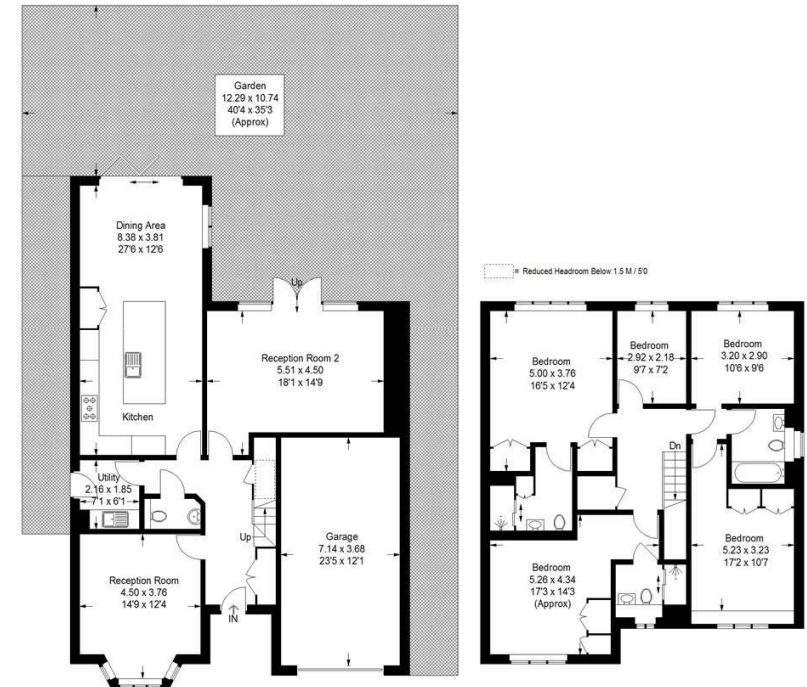 Garden
12.29 x 10.74
40'4 x 35'3
(Approx)
Dining Area
8.38 x 3.81
27'6 x 12'6
Up
Reception Room 2
5.51 x 4.50
18'1 x 14'9
Kitchen
Utility
2.16 x 1.85
7'1 x 6'1
Up
Garage
7.14 x 3.68
23'5 x 12'1
Reception Room
4.50 x 3.76
14'9 x 12'4
IN
= Reduced Headroom Below 1.5 M / 5'0
Bedroom
5.00 x 3.76
16'5 x 12'4
Bedroom
2.92 x 2.18
9'7 x 7'2
Bedroom
3.20 x 2.90
10'6 x 9'6
Dn
Bedroom
5.26 x 4.34
17'3 x 14'3
(Approx)
Bedroom
5.23 x 3.23
17'2 x 10'7